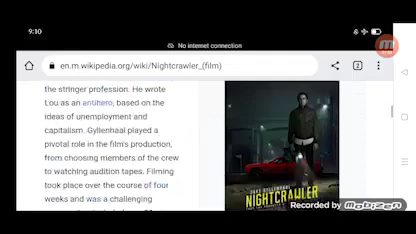 9:10
No internet connection
en.m.wikipedia.org/wiki/Nightcrawler_(film)
2
the stringer profession. He wrote
Lou as an antihero, based on the
ideas of unemployment and
capitalism. Gyllenhaal played a
pivotal role in the film's production,
from choosing members of the crew
to watching audition tapes. Filming
took place over the course of four
weeks and was a challenging
JAKE GYLLENHAAL
NIGHTCRAWLER
Recorded by mobizen